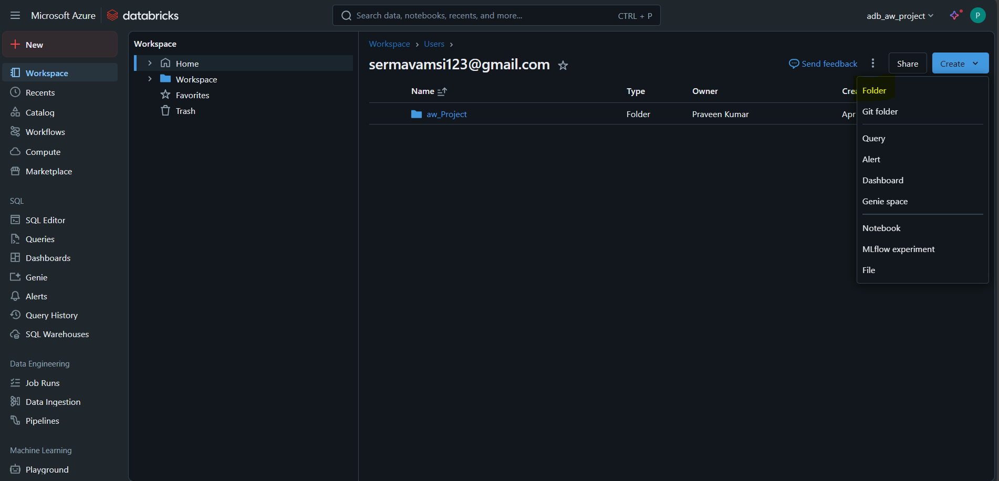 Microsoft Azure databricks
Search data, notebooks, recents, and more... CTRL + P
adb_aw_project
P
New
Workspace
Recents
Catalog
Workflows
Compute
Marketplace
SQL
SQL Editor
Queries
Dashboards
Genie
Alerts
Query History
SQL Warehouses
Data Engineering
Job Runs
Data Ingestion
Pipelines
Machine Learning
Playground
Workspace
Home
Workspace
Favorites
Trash
Workspace > Users >
sermavamsi123@gmail.com
Send feedback
Share
Create
Name Type Owner Crea
aw_Project Folder Praveen Kumar Apr
Folder
Git folder
Query
Alert
Dashboard
Genie space
Notebook
MLflow experiment
File